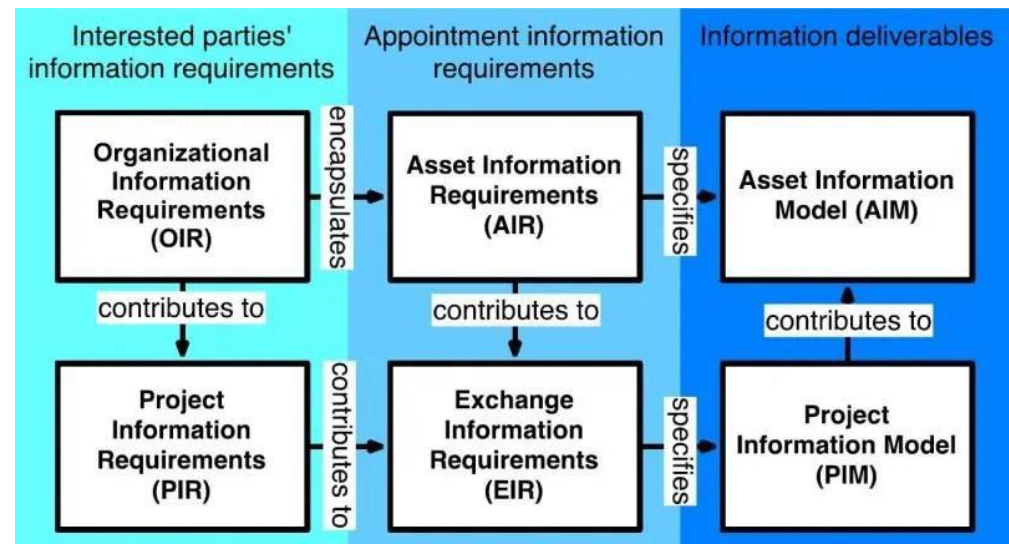 Interested parties'
information requirements
Appointment information
requirements
Information deliverables
Organizational
Information
Requirements
(OIR)
encapsulates
Asset Information
Requirements
(AIR)
specifies
Asset Information
Model (AIM)
contributes to
contributes to
contributes to
Project
Information
Requirements
(PIR)
contributes to
Exchange
Information
Requirements
(EIR)
specifies
Project
Information Model
(PIM)